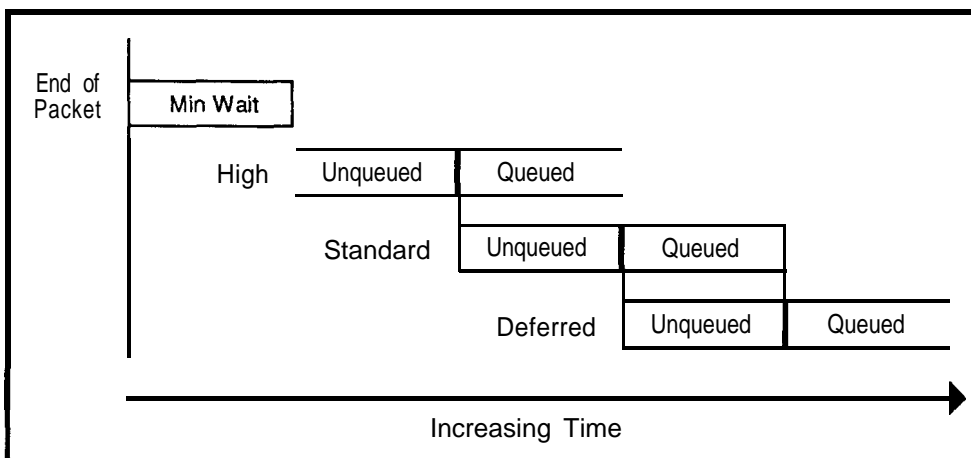 End of
Packet
Min Wait
High Unqueued Queued
Standard Unqueued Queued
Deferred Unqueued Queued
Increasing Time